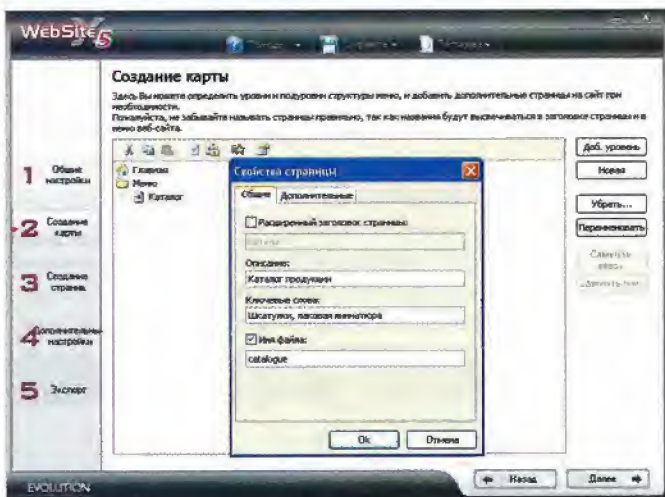 WebSite X5
Создание карты
Здесь Вы можете определить уровни и подуровни структуры меню, и добавить дополнительные страницы на сайт при
необходимости.
Пожалуйста, не забывайте называть страницы правильно, так как названия будут высвечиваться в заголовке страницы и в
меню веб-сайта.
Главная
Меню
Каталог
1 Общие
настройки
2 Создание
карты
3 Создание
страниц
4 Дополнительны
настройки
5 Экспорт
Свойства страницы
Общие Дополнительные
Расширенный заголовок страницы:
Каталог
Описание:
Каталог продукции
Ключевые слова:
Шкатулки, лаковая миниатюра
Имя файла:
catalogue
Ok Отмена
Доб. уровень
Новая
Убрать...
Переименовать
EVOLUTION
Назад Далее